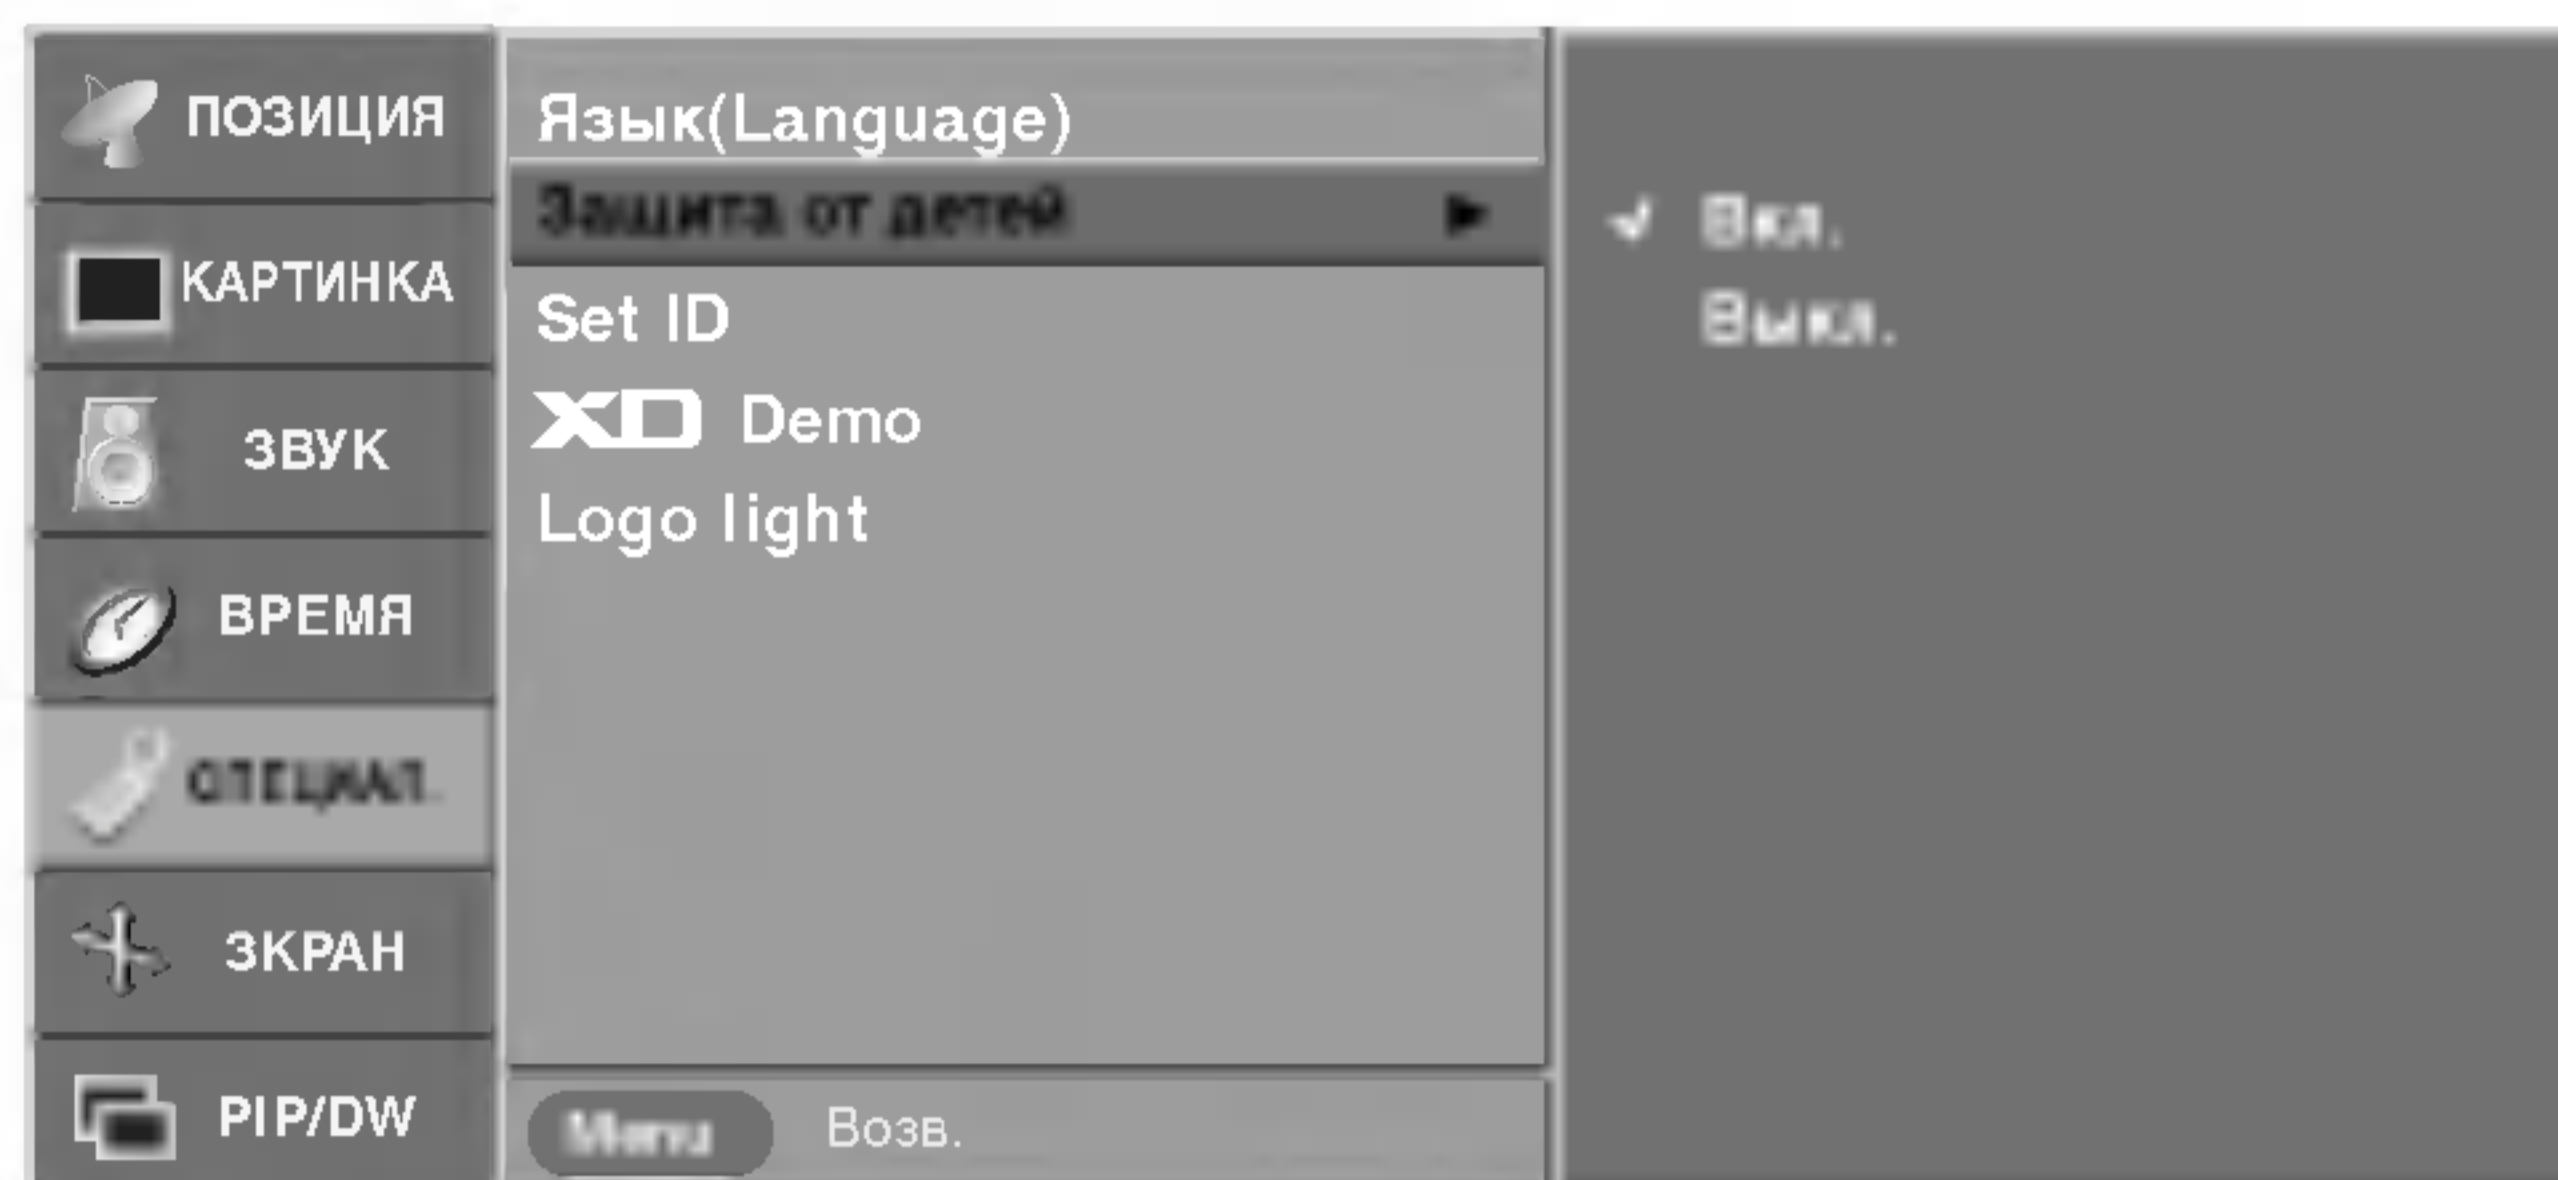 ПОЗИЦИЯ
КАРТИНКА
ЗВУК
ВРЕМЯ
СПЕЦИАЛ.
ЗКРАН
PIP/DW
Язык(Language)
Защита от детей
Set ID
XD Demo
Logo light
Menu Возв.
Вкл.
Выкл.